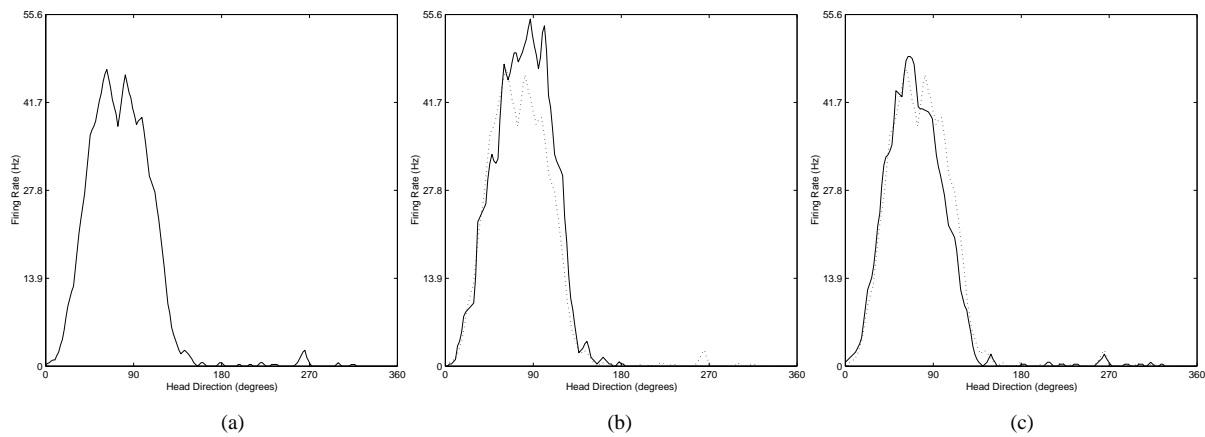 55.6
41.7
27.8
13.9
0
Firing Rate (Hz)
0 90 180 270 360
Head Direction (degrees)
(a)
55.6
41.7
27.8
13.9
0
Firing Rate (Hz)
0 90 180 270 360
Head Direction (degrees)
(b)
55.6
41.7
27.8
13.9
0
Firing Rate (Hz)
0 90 180 270 360
Head Direction (degrees)
(c)